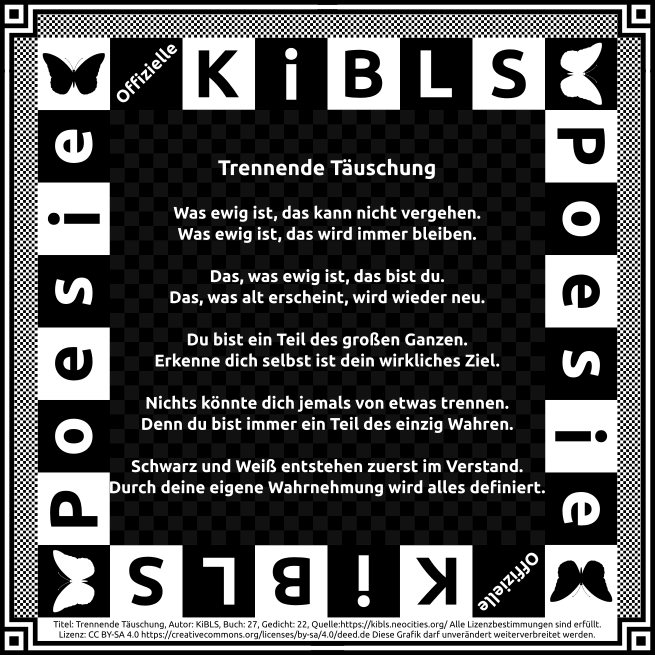 Offizielle KiBLS
Poesie
Poesie
Trennende Täuschung
Was ewig ist, das kann nicht vergehen.
Was ewig ist, das wird immer bleiben.
Das, was ewig ist, das bist du.
Das, was alt erscheint, wird wieder neu.
Du bist ein Teil des großen Ganzen.
Erkenne dich selbst ist dein wirkliches Ziel.
Nichts könnte dich jemals von etwas trennen.
Denn du bist immer ein Teil des einzig Wahren.
Schwarz und Weiß entstehen zuerst im Verstand.
Durch deine eigene Wahrnehmung wird alles definiert.
Offizielle KiBLS
Titel: Trennende Täuschung, Autor: KiBLS, Buch: 27, Gedicht: 22, Quelle:https://kibls.neocities.org/ Alle Lizenzbestimmungen sind erfüllt.
Lizenz: CC BY-SA 4.0 https://creativecommons.org/licenses/by-sa/4.0/deed.de Diese Grafik darf unverändert weiterverbreitet werden.